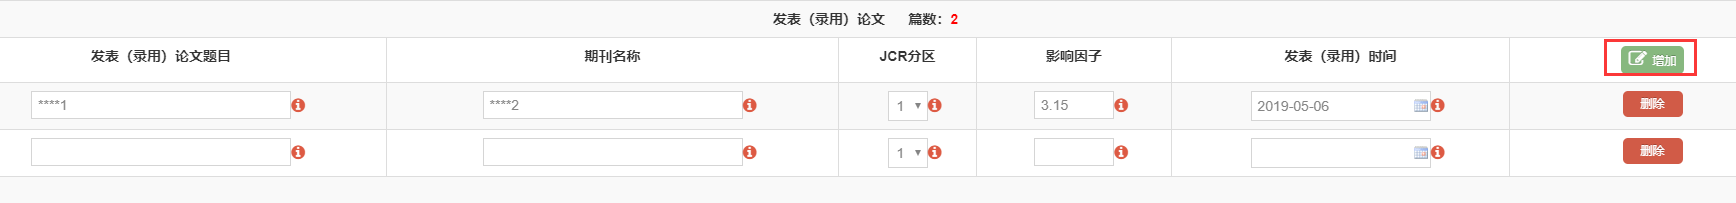 发表（录用）论文 篇数：2
发表（录用）论文题目 期刊名称 JCR分区 影响因子 发表（录用）时间 增加
****1 ****2 1 3.15 2019-05-06 删除
1 删除